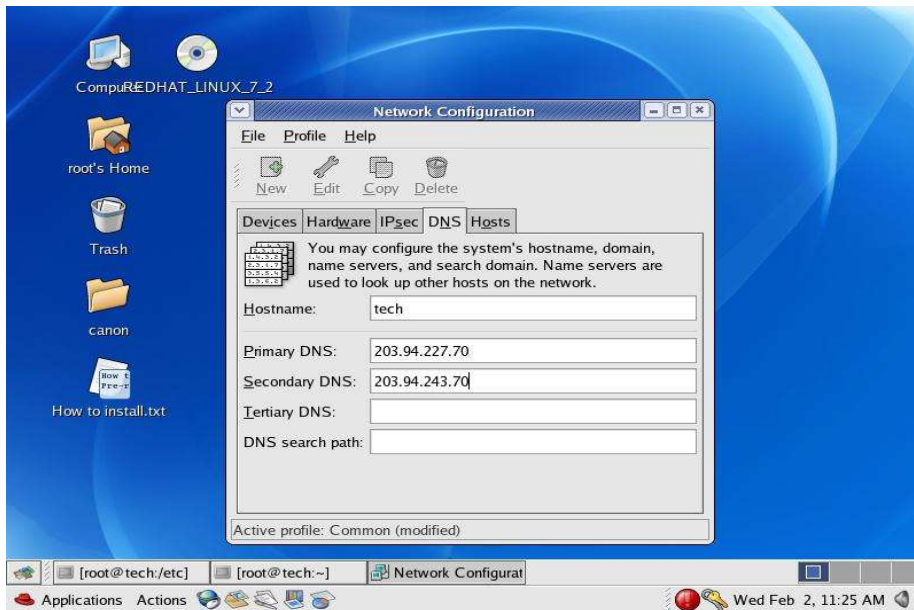 Computer
REDHAT_LINUX_7_2
root's Home
Trash
canon
How t
Pre-r
How to install.txt
Network Configuration
File Profile Help
New Edit Copy Delete
Devices Hardware IPsec DNS Hosts
You may configure the system's hostname, domain,
name servers, and search domain. Name servers are
used to look up other hosts on the network.
Hostname: tech
Primary DNS: 203.94.227.70
Secondary DNS: 203.94.243.70
Tertiary DNS:
DNS search path:
Active profile: Common (modified)
[root@tech:/etc] [root@tech:~] Network Configurat
Applications Actions Wed Feb 2, 11:25 AM